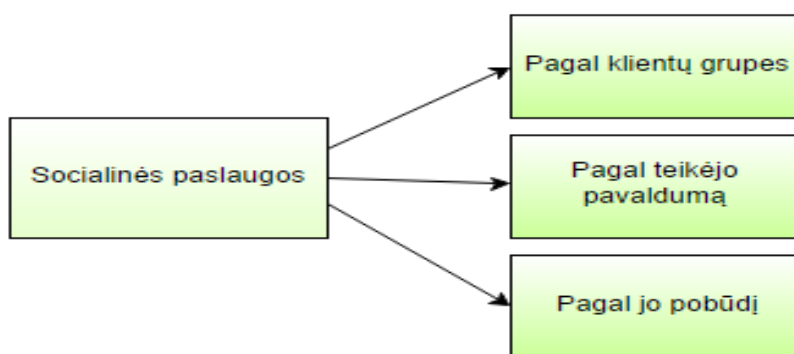 Pagal klientų grupes
Socialinės paslaugos
Pagal teikėjo
pavaldumą
Pagal jo pobūdį